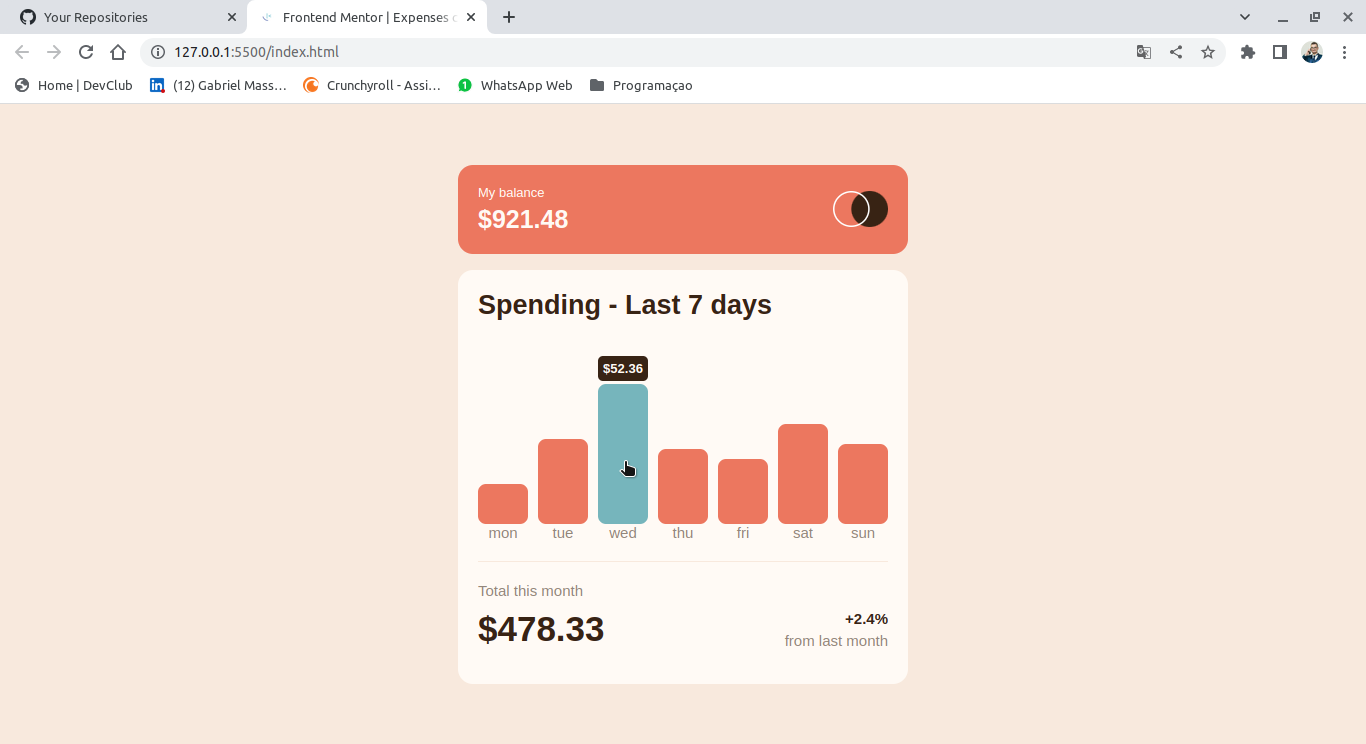 Your Repositories
Frontend Mentor | Expenses c
127.0.0.1:5500/index.html
Home | DevClub
in
(12) Gabriel Mass…
Crunchyroll - Assi…
1
WhatsApp Web
Programaçao
My balance
$921.48
Spending - Last 7 days
$52.36
mon tue wed thu fri sat sun
Total this month
$478.33
+2.4%
from last month